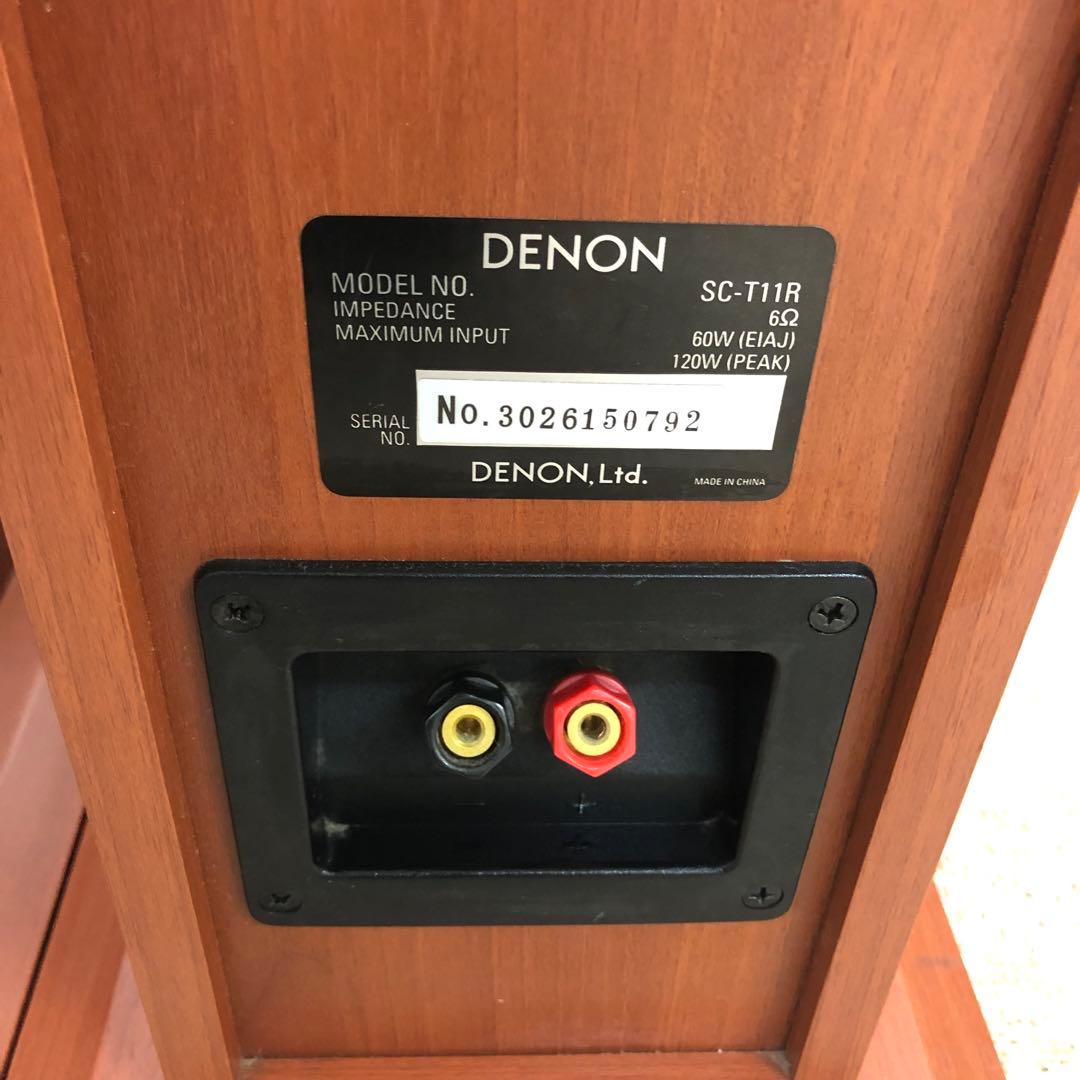 DENON
MODEL NO. SC-T11R
IMPEDANCE 6Ω
MAXIMUM INPUT 60W (EIAJ)
120W (PEAK)
SERIAL NO. No.3026150792
DENON, Ltd. MADE IN CHINA
− +